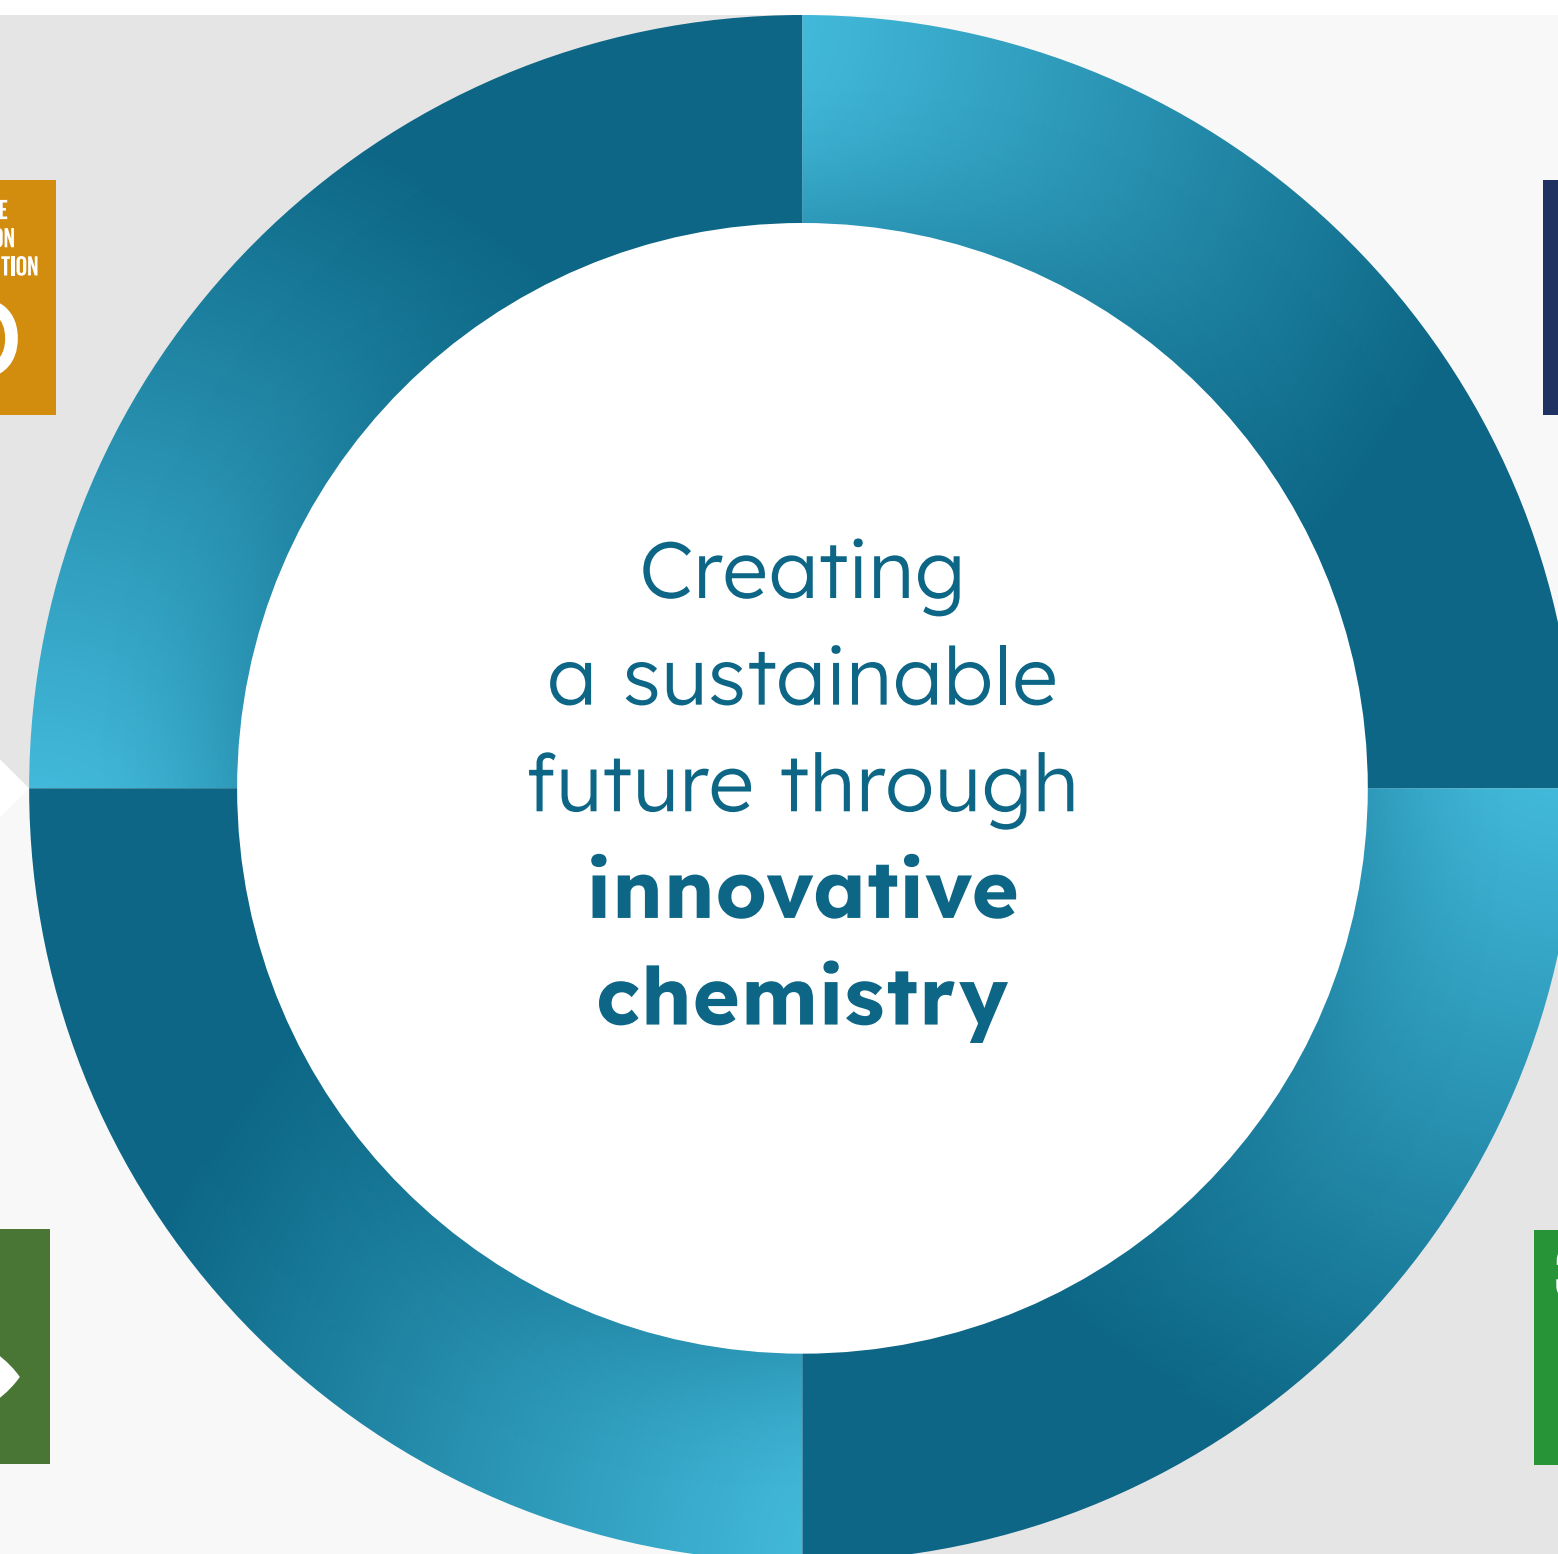 Creating
a sustainable
future through
innovative
chemistry